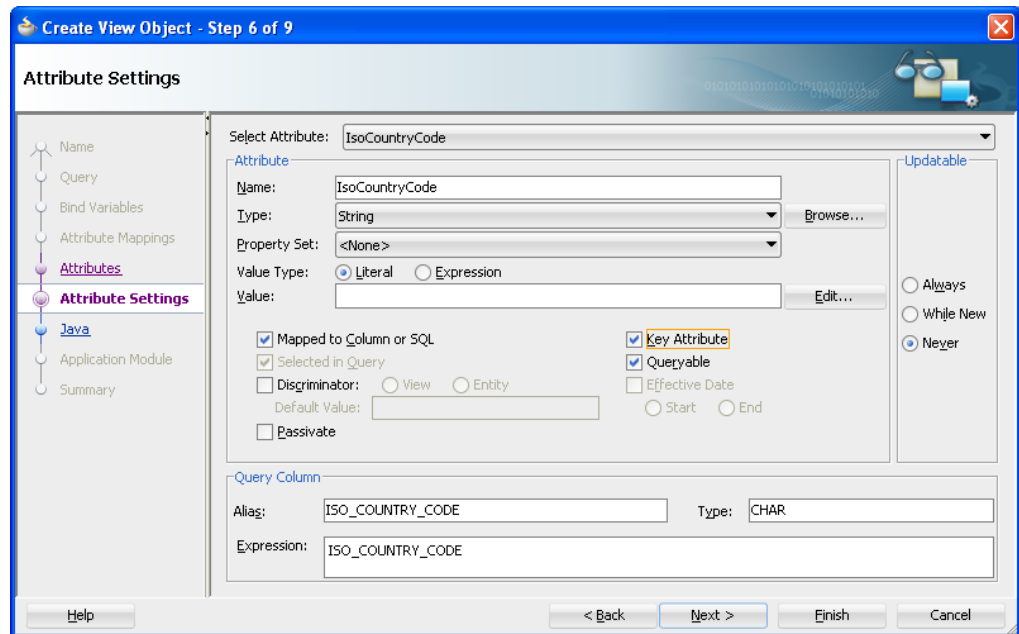 Create View Object - Step 6 of 9
Attribute Settings
Name
Query
Bind Variables
Attribute Mappings
Attributes
Attribute Settings
Java
Application Module
Summary
Select Attribute: IsoCountryCode
Attribute
Name: IsoCountryCode
Type: String Browse...
Property Set: <None>
Value Type: Literal Expression
Value: Edit...
Mapped to Column or SQL Key Attribute
Selected in Query Queryable
Discriminator: View Entity Effective Date
Default Value: Start End
Passivate
Updatable
Always
While New
Never
Query Column
Alias: ISO_COUNTRY_CODE Type: CHAR
Expression: ISO_COUNTRY_CODE
Help < Back Next > Finish Cancel